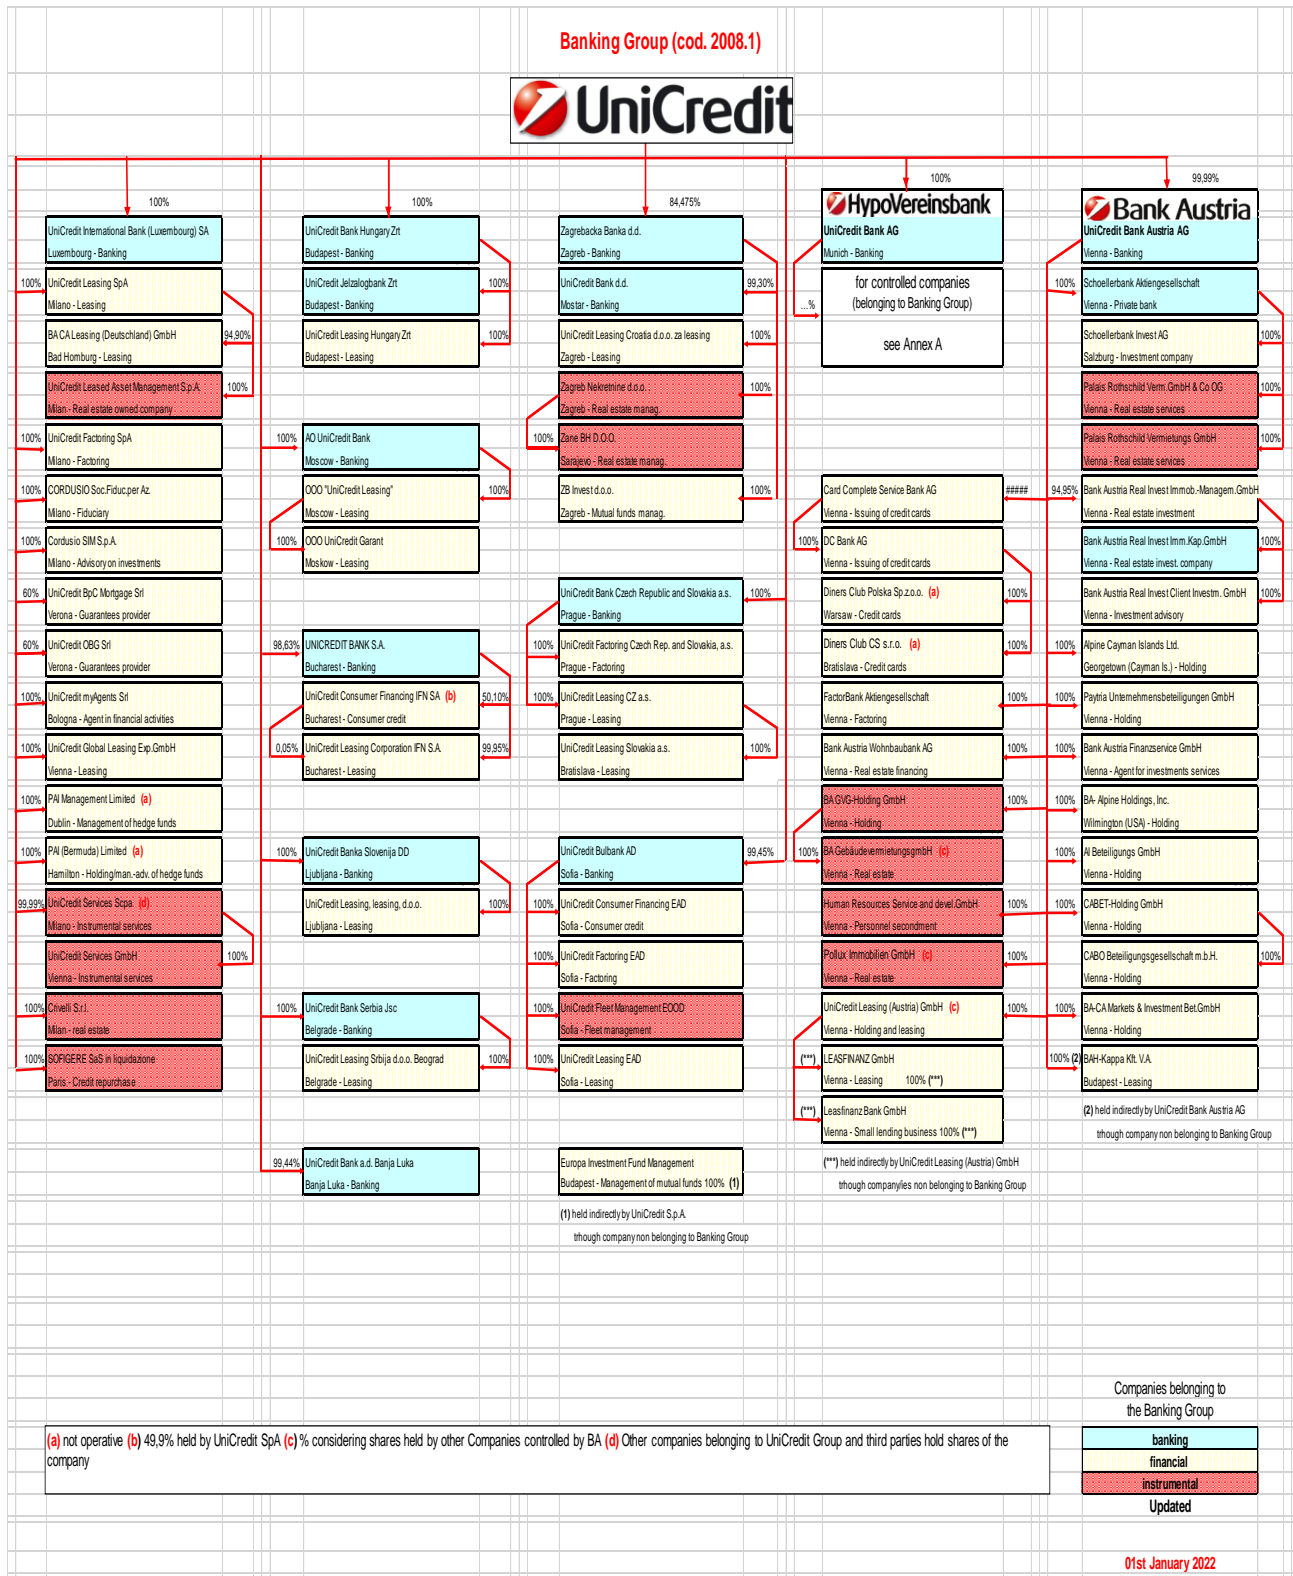 Banking Group (cod. 2008.1)
UniCredit
100%
100%
84,475%
100%
99,99%
HypoVereinsbank
Bank Austria
UniCredit International Bank (Luxembourg) SA
Luxembourg - Banking
100%
UniCredit Leasing SpA
Milano - Leasing
BA CA Leasing (Deutschland) GmbH
94,90%
Bad Homburg - Leasing
UniCredit Leased Asset Management S.p.A.
100%
Milan - Real estate owned company
100%
UniCredit Factoring SpA
Milano - Factoring
100%
CORDUSIO Soc.Fiduc.per Az.
Milano - Fiduciary
100%
Cordusio SIM S.p.A.
Milano - Advisory on investments
60%
UniCredit BpC Mortgage Srl
Verona - Guarantees provider
60%
UniCredit OBG Srl
Verona - Guarantees provider
100%
UniCredit myAgents Srl
Bologna - Agent in financial activities
100%
UniCredit Global Leasing Exp.GmbH
Vienna - Leasing
100%
PAI Management Limited (a)
Dublin - Management of hedge funds
100%
PAI (Bermuda) Limited (a)
Hamilton - Holding/man.-adv. of hedge funds
99,99%
UniCredit Services Scpa (d)
Milano - Instrumental services
UniCredit Services GmbH
100%
Vienna - Instrumental services
100%
Crivelli S.r.l.
Milan - real estate
100%
SOFIGERE SaS in liquidazione
Paris - Credit repurchase
UniCredit Bank Hungary Zrt
Budapest - Banking
UniCredit Jelzalogbank Zrt
100%
Budapest - Banking
UniCredit Leasing Hungary Zrt
100%
Budapest - Leasing
100%
AO UniCredit Bank
Moscow - Banking
OOO "UniCredit Leasing"
100%
Moscow - Leasing
100%
OOO UniCredit Garant
Moskow - Leasing
98,63%
UNICREDIT BANK S.A.
Bucharest - Banking
UniCredit Consumer Financing IFN SA (b)
50,10%
Bucharest - Consumer credit
0,05%
UniCredit Leasing Corporation IFN S.A.
99,95%
Bucharest - Leasing
100%
UniCredit Banka Slovenija DD
Ljubljana - Banking
UniCredit Leasing, leasing, d.o.o.
100%
Ljubljana - Leasing
100%
UniCredit Bank Serbia Jsc
Belgrade - Banking
UniCredit Leasing Srbija d.o.o. Beograd
100%
Belgrade - Leasing
99,44%
UniCredit Bank a.d. Banja Luka
Banja Luka - Banking
Zagrebacka Banka d.d.
Zagreb - Banking
UniCredit Bank d.d.
99,30%
Mostar - Banking
UniCredit Leasing Croatia d.o.o. za leasing
100%
Zagreb - Leasing
Zagreb Nekretnine d.o.o. .
100%
Zagreb - Real estate manag.
100%
Zane BH D.O.O.
Sarajevo - Real estate manag.
ZB Invest d.o.o.
100%
Zagreb - Mutual funds manag.
UniCredit Bank Czech Republic and Slovakia a.s.
100%
Prague - Banking
100%
UniCredit Factoring Czech Rep. and Slovakia, a.s.
Prague - Factoring
100%
UniCredit Leasing CZ a.s.
Prague - Leasing
UniCredit Leasing Slovakia a.s.
100%
Bratislava - Leasing
UniCredit Bulbank AD
99,45%
Sofia - Banking
100%
UniCredit Consumer Financing EAD
Sofia - Consumer credit
100%
UniCredit Factoring EAD
Sofia - Factoring
100%
UniCredit Fleet Management EOOD
Sofia - Fleet management
100%
UniCredit Leasing EAD
Sofia - Leasing
Europa Investment Fund Management
Budapest - Management of mutual funds 100% (1)
(1) held indirectly by UniCredit S.p.A.
trhough company non belonging to Banking Group
UniCredit Bank AG
Munich - Banking
...%
for controlled companies
(belonging to Banking Group)
see Annex A
Card Complete Service Bank AG
#####
Vienna - Issuing of credit cards
100%
DC Bank AG
Vienna - Issuing of credit cards
Diners Club Polska Sp.z.o.o. (a)
100%
Warsaw - Credit cards
Diners Club CS s.r.o. (a)
100%
Bratislava - Credit cards
FactorBank Aktiengesellschaft
100%
Vienna - Factoring
Bank Austria Wohnbaubank AG
100%
Vienna - Real estate financing
BA GVG-Holding GmbH
100%
Vienna - Holding
100%
BA GebäudevermietungsgmbH (c)
Vienna - Real estate
Human Resources Service and devel.GmbH
100%
Vienna - Personnel secondment
Pollux Immobilien GmbH (c)
100%
Vienna - Real estate
UniCredit Leasing (Austria) GmbH (c)
100%
Vienna - Holding and leasing
(***)
LEASFINANZ GmbH
Vienna - Leasing 100% (***)
(***)
Leasfinanz Bank GmbH
Vienna - Small lending business 100% (***)
(***) held indirectly by UniCredit Leasing (Austria) GmbH
trhough company/ies non belonging to Banking Group
UniCredit Bank Austria AG
Vienna - Banking
100%
Schoellerbank Aktiengesellschaft
Vienna - Private bank
Schoellerbank Invest AG
100%
Salzburg - Investment company
Palais Rothschild Verm.GmbH & Co OG
100%
Vienna - Real estate services
Palais Rothschild Vermietungs GmbH
100%
Vienna - Real estate services
94,95%
Bank Austria Real Invest Immob.-Managem.GmbH
Vienna - Real estate investment
Bank Austria Real Invest Imm.Kap.GmbH
100%
Vienna - Real estate invest. company
Bank Austria Real Invest Client Investm. GmbH
100%
Vienna - Investment advisory
100%
Alpine Cayman Islands Ltd.
Georgetown (Cayman Is.) - Holding
100%
Paytria Unternehmensbeteiligungen GmbH
Vienna - Holding
100%
Bank Austria Finanzservice GmbH
Vienna - Agent for investments services
100%
BA- Alpine Holdings, Inc.
Wilmington (USA) - Holding
100%
AI Beteiligungs GmbH
Vienna - Holding
100%
CABET-Holding GmbH
Vienna - Holding
CABO Beteiligungsgesellschaft m.b.H.
100%
Vienna - Holding
100%
BA-CA Markets & Investment Bet.GmbH
Vienna - Holding
100% (2)
BAH-Kappa Kft. V.A.
Budapest - Leasing
(2) held indirectly by UniCredit Bank Austria AG
trhough company non belonging to Banking Group
(a) not operative (b) 49,9% held by UniCredit SpA (c) % considering shares held by other Companies controlled by BA (d) Other companies belonging to UniCredit Group and third parties hold shares of the
company
Companies belonging to
the Banking Group
banking
financial
instrumental
Updated
01st January 2022